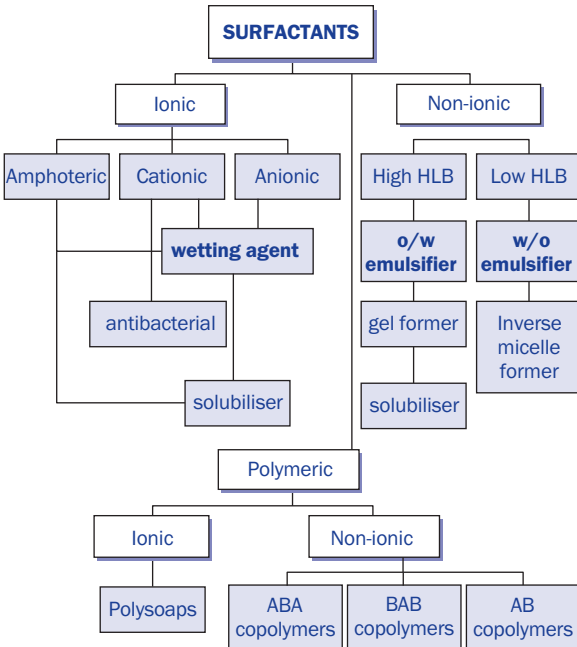 SURFACTANTS
Ionic
Non-ionic
Amphoteric
Cationic
Anionic
High HLB
Low HLB
wetting agent
o/w
emulsifier
w/o
emulsifier
antibacterial
gel former
Inverse
micelle
former
solubiliser
solubiliser
Polymeric
Ionic
Non-ionic
Polysoaps
ABA
copolymers
BAB
copolymers
AB
copolymers